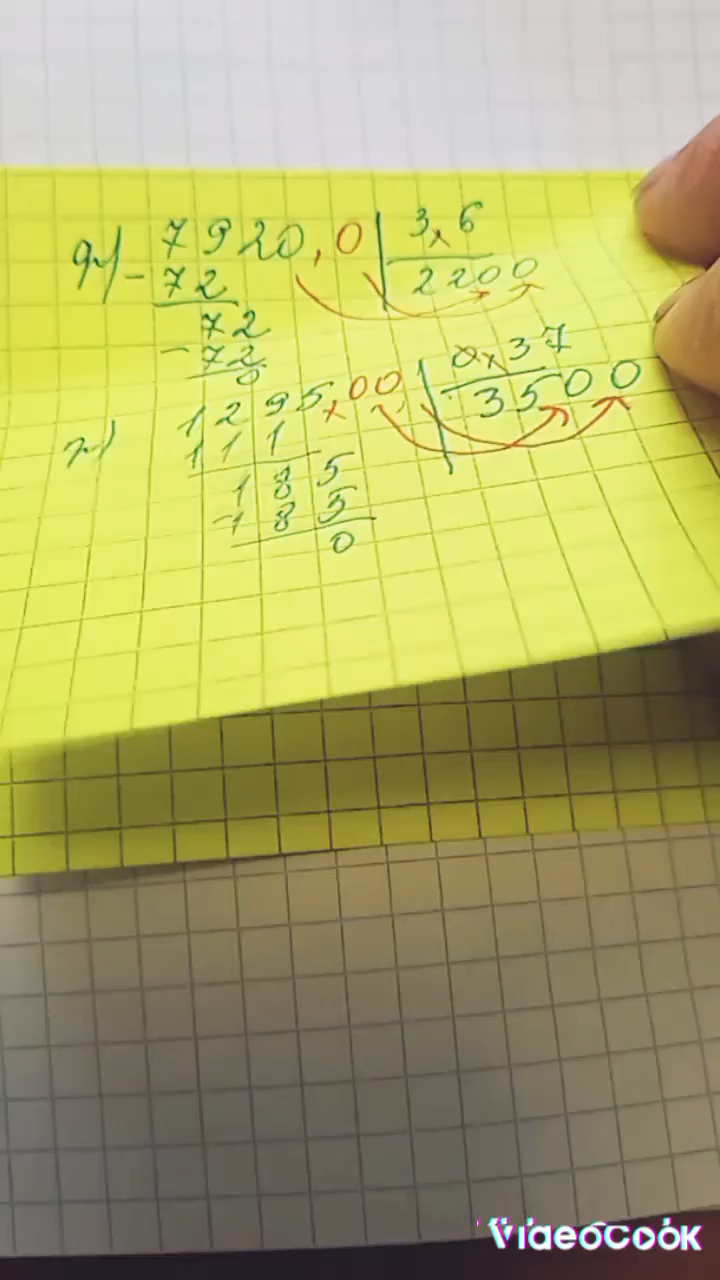 д) 7920,0 | 3,6
- 72 | 2200
72
- 72
0
1295,00, | 0,37
111 | 3500
185
- 185
0
VideoCook